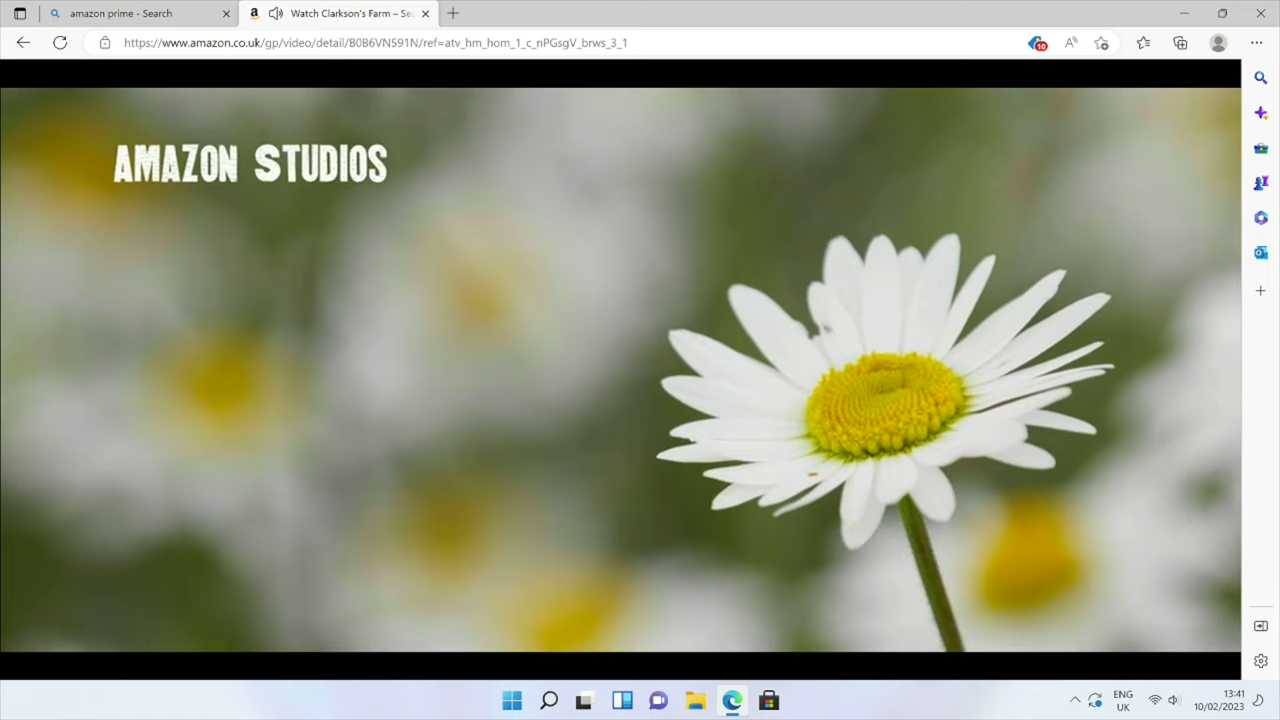 amazon prime - Search
Watch Clarkson's Farm – Se
https://www.amazon.co.uk/gp/video/detail/B0B6VN591N/ref=atv_hm_hom_1_c_nPGsgV_brws_3_1
10
AMAZON STUDIOS
ENG
UK
13:41
10/02/2023